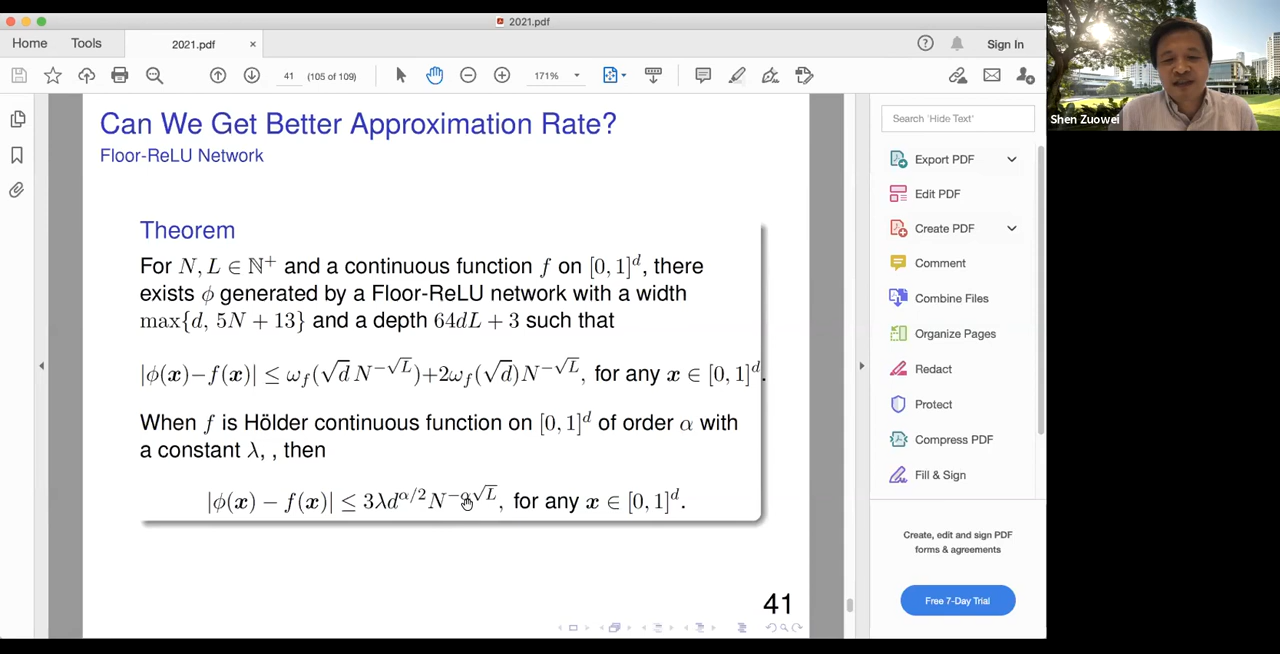 2021.pdf
Home Tools 2021.pdf × Sign In
41 (105 of 109) 171%
Can We Get Better Approximation Rate?
Floor-ReLU Network
Theorem
For N, L ∈ ℕ⁺ and a continuous function f on [0, 1]ᵈ, there
exists ϕ generated by a Floor-ReLU network with a width
max{d, 5N + 13} and a depth 64dL + 3 such that
|ϕ(x)−f(x)| ≤ ω_f(√d N^{−√L})+2ω_f(√d)N^{−√L}, for any x ∈ [0, 1]ᵈ.
When f is Hölder continuous function on [0, 1]ᵈ of order α with
a constant λ, , then
|ϕ(x) − f(x)| ≤ 3λd^{α/2}N^{−α√L}, for any x ∈ [0, 1]ᵈ.
41
Search 'Hide Text'
Export PDF
Edit PDF
Create PDF
Comment
Combine Files
Organize Pages
Redact
Protect
Compress PDF
Fill & Sign
Create, edit and sign PDF
forms & agreements
Free 7-Day Trial
Shen Zuowei